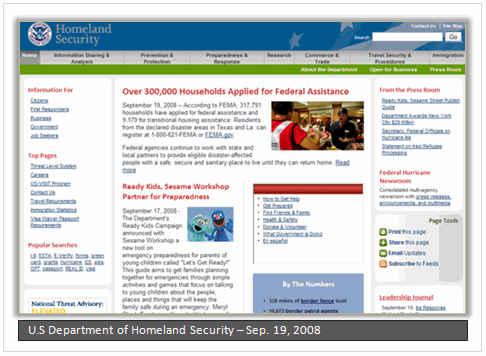 Contact Us | Site Map
Homeland
Security
Search
Go
Home
Information Sharing &
Analysis
Prevention &
Protection
Preparedness &
Response
Research
Commerce &
Trade
Travel Security &
Procedures
Immigration
About the Department
Open for Business
Press Room
Information For
Citizens
First Responders
Business
Government
Job Seekers
Top Pages
Threat Level System
Careers
US-VISIT Program
Contact Us
Travel Requirements
Immigration Statistics
Visa Waiver Passport
Requirements
Popular Searches
I-9, ESTA, E-Verify, forms, green
card, grants, hurricane, ICE, jobs,
OPT, passport, REAL ID, visa
National Threat Advisory:
ELEVATED
Over 300,000 Households Applied for Federal Assistance
September 19, 2008 – According to FEMA, 317,791
households have applied for federal assistance and
9,179 for transitional housing assistance. Residents
from the declared disaster areas in Texas and La. can
register at 1-800-621-FEMA or FEMA.gov.
Federal agencies continue to work with state and
local partners to provide eligible disaster-affected
people with a safe, secure and sanitary place to live until they can return home. Read
more
Ready Kids, Sesame Workshop
Partner for Preparedness
September 17, 2008 -
The Department's
Ready Kids Campaign
announced with
Sesame Workshop a
new tool on
emergency preparedness for parents of
young children called "Let's Get Ready!"
This guide aims to get families planning
together for emergencies through simple
activities and games that focus on talking
to young children about the people,
places and things that will keep the
family safe during an emergency. Meryl
How to Get Help
Get Prepared
Find Friends & Family
Health & Safety
Donate & Volunteer
What Government is Doing
En español
By The Numbers
338 miles of border fence built
16,873 border patrol agents
From the Press Room
Ready Kids, Sesame Street Publish
Guide
Department Awards New York
City $29 Million
Secretary, Federal Officials on
Hurricane Ike
Statement on Iraqi Refugee
Processing
Federal Hurricane
Newsroom
Consolidated multi-agency
newsroom with press releases,
announcements, and multimedia.
Page Tools
Print this page
Share this page
Email Updates
Subscribe to Feeds
Leadership Journal
September 19, Ike Response:
U.S Department of Homeland Security – Sep. 19, 2008